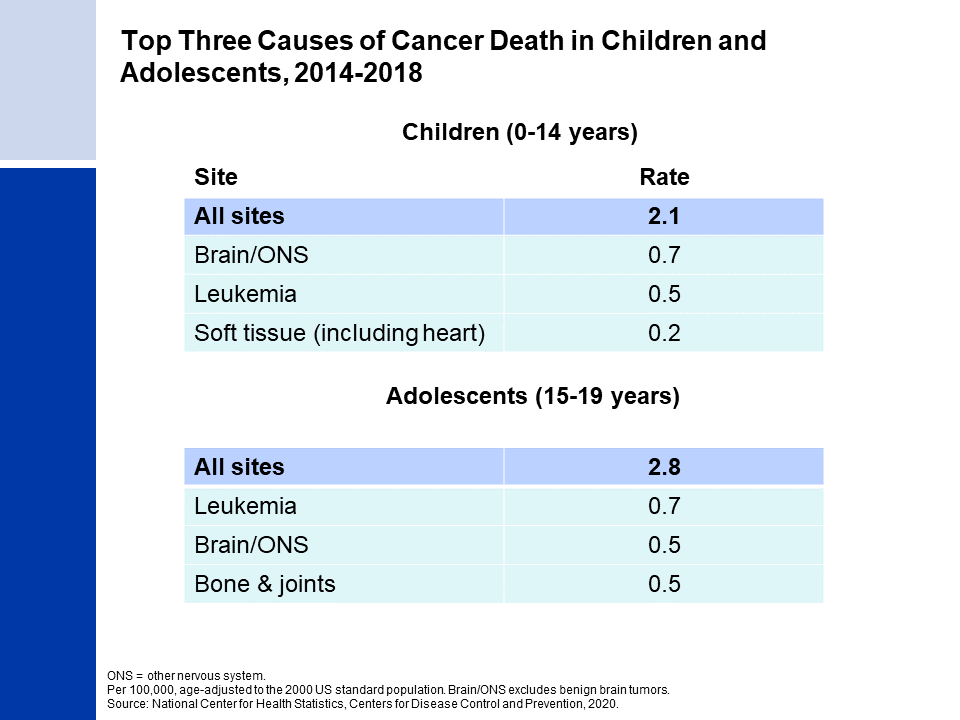 Top Three Causes of Cancer Death in Children and
Adolescents, 2014-2018
Children (0-14 years)
Site Rate
All sites 2.1
Brain/ONS 0.7
Leukemia 0.5
Soft tissue (including heart) 0.2
Adolescents (15-19 years)
All sites 2.8
Leukemia 0.7
Brain/ONS 0.5
Bone & joints 0.5
ONS = other nervous system.
Per 100,000, age-adjusted to the 2000 US standard population. Brain/ONS excludes benign brain tumors.
Source: National Center for Health Statistics, Centers for Disease Control and Prevention, 2020.